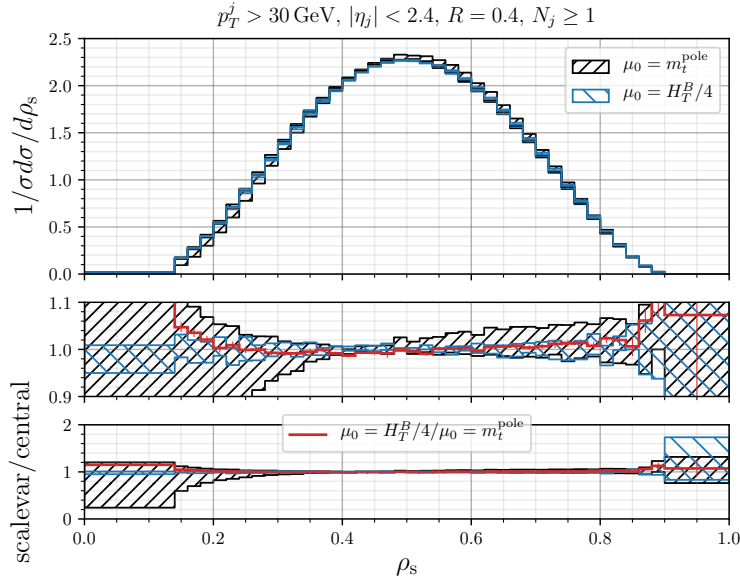 p_T^j > 30 GeV, |η_j| < 2.4, R = 0.4, N_j ≥ 1
1/σdσ/dρ_s
2.5
2.0
1.5
1.0
0.5
0.0
μ_0 = m_t^pole
μ_0 = H_T^B/4
1.1
1.0
0.9
scalevar/central
2
1
0
μ_0 = H_T^B/4/μ_0 = m_t^pole
0.0 0.2 0.4 0.6 0.8 1.0
ρ_s